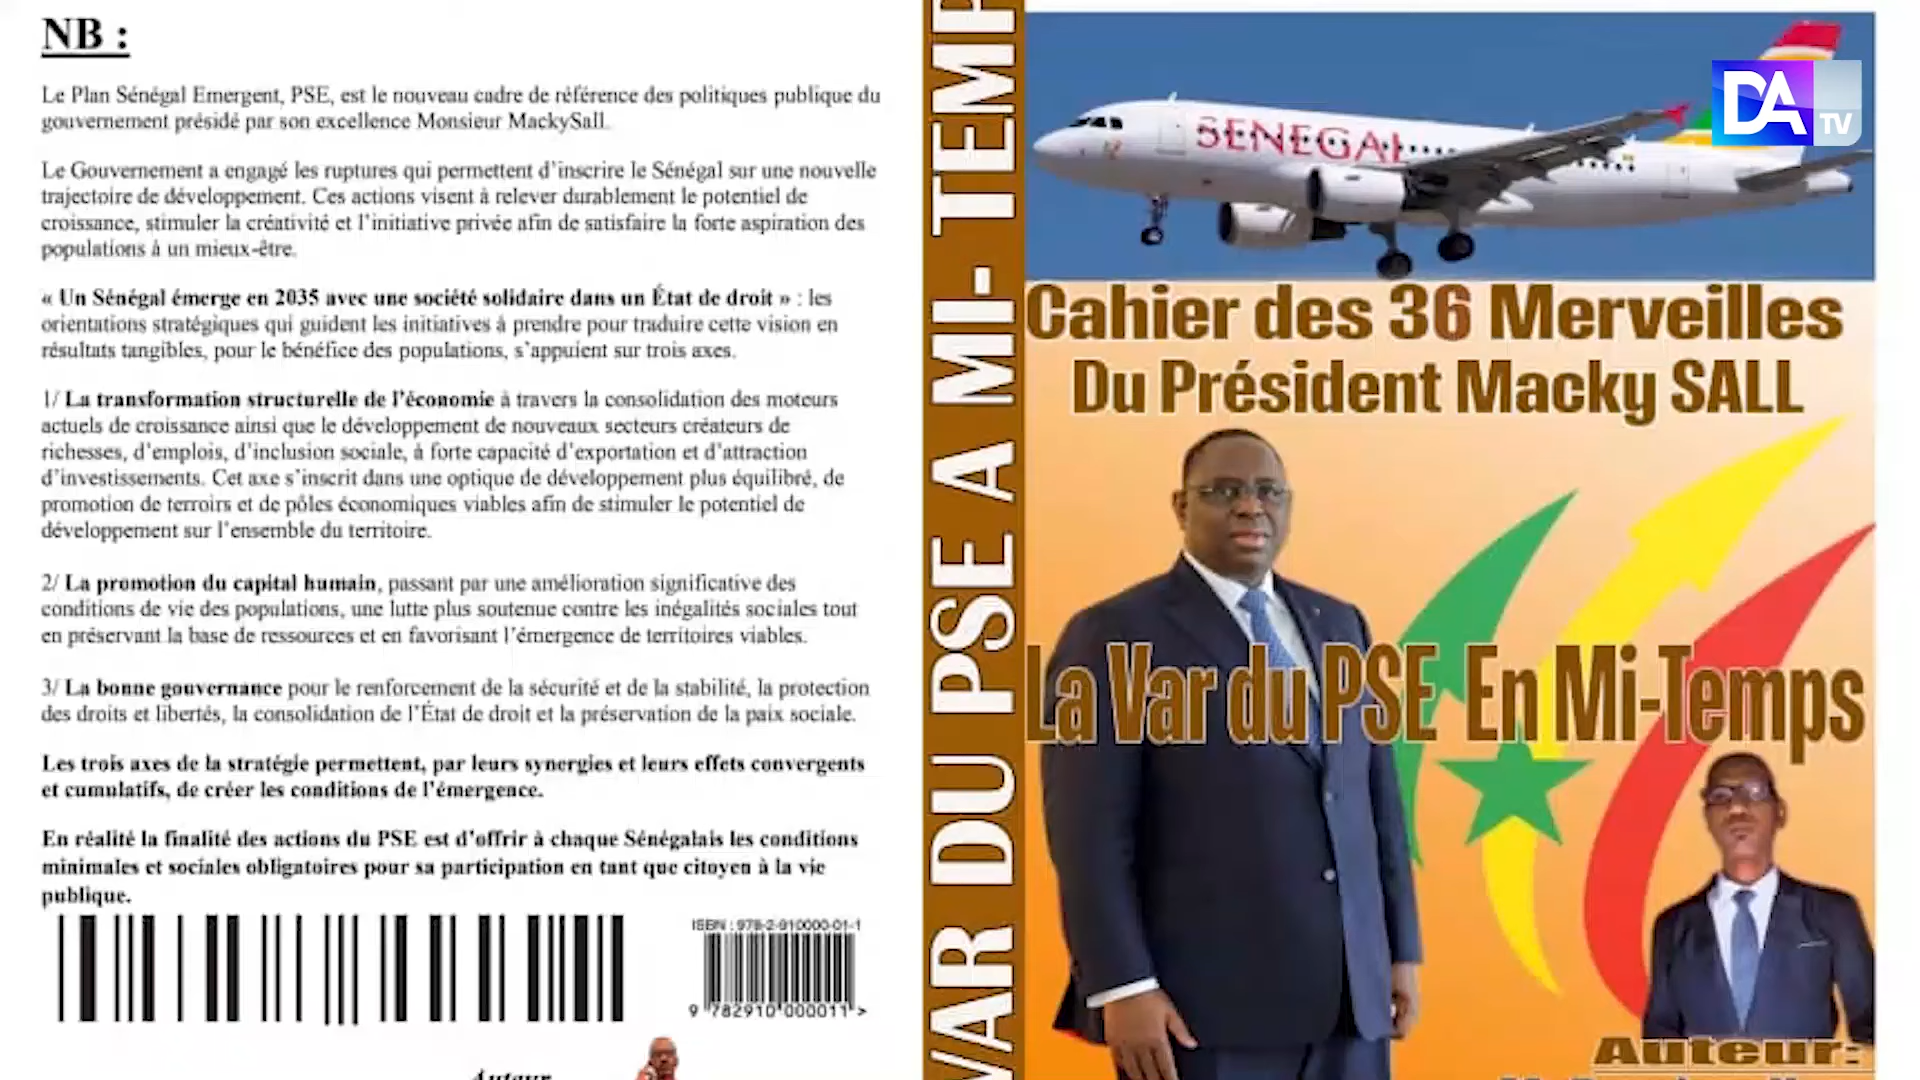 NB :
Le Plan Sénégal Emergent, PSE, est le nouveau cadre de référence des politiques publique du
gouvernement présidé par son excellence Monsieur MackySall.
Le Gouvernement a engagé les ruptures qui permettent d’inscrire le Sénégal sur une nouvelle
trajectoire de développement. Ces actions visent à relever durablement le potentiel de
croissance, stimuler la créativité et l’initiative privée afin de satisfaire la forte aspiration des
populations à un mieux-être.
« Un Sénégal émerge en 2035 avec une société solidaire dans un État de droit » : les
orientations stratégiques qui guident les initiatives à prendre pour traduire cette vision en
résultats tangibles, pour le bénéfice des populations, s’appuient sur trois axes.
1/ La transformation structurelle de l’économie à travers la consolidation des moteurs
actuels de croissance ainsi que le développement de nouveaux secteurs créateurs de
richesses, d’emplois, d’inclusion sociale, à forte capacité d’exportation et d’attraction
d’investissements. Cet axe s’inscrit dans une optique de développement plus équilibré, de
promotion de terroirs et de pôles économiques viables afin de stimuler le potentiel de
développement sur l’ensemble du territoire.
2/ La promotion du capital humain, passant par une amélioration significative des
conditions de vie des populations, une lutte plus soutenue contre les inégalités sociales tout
en préservant la base de ressources et en favorisant l’émergence de territoires viables.
3/ La bonne gouvernance pour le renforcement de la sécurité et de la stabilité, la protection
des droits et libertés, la consolidation de l’État de droit et la préservation de la paix sociale.
Les trois axes de la stratégie permettent, par leurs synergies et leurs effets convergents
et cumulatifs, de créer les conditions de l’émergence.
En réalité la finalité des actions du PSE est d’offrir à chaque Sénégalais les conditions
minimales et sociales obligatoires pour sa participation en tant que citoyen à la vie
publique.
ISBN : 978-2-910000-01-1
9 782910 000011 >
Auteur
VAR DU PSE A MI- TEMP
SENEGAL
DA TV
Cahier des 36 Merveilles
Du Président Macky SALL
La Var du PSE En Mi-Temps
Auteur: